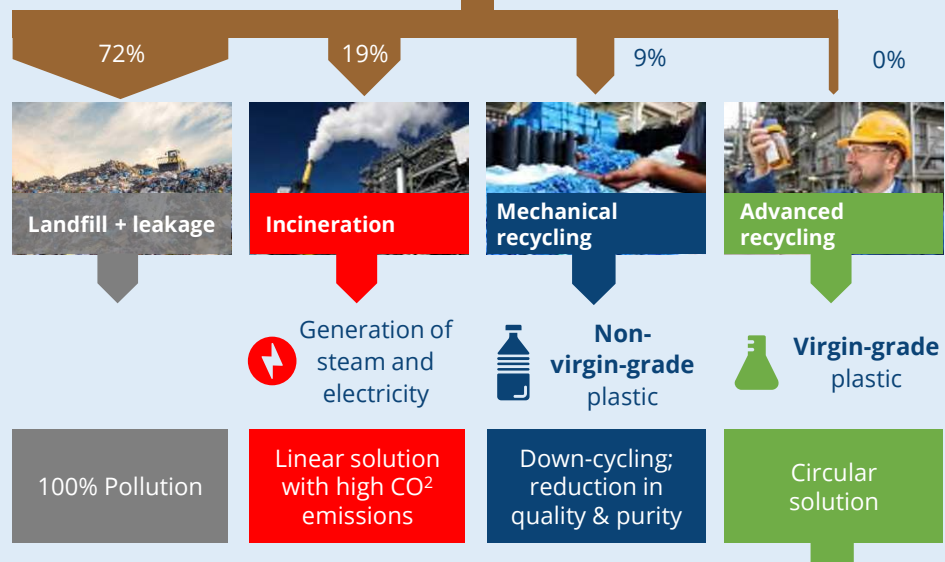 72%
19%
9%
0%
Landfill + leakage
Incineration
Mechanical
recycling
Advanced
recycling
Generation of
steam and
electricity
Non-
virgin-grade
plastic
Virgin-grade
plastic
100% Pollution
Linear solution
with high CO²
emissions
Down-cycling;
reduction in
quality & purity
Circular
solution